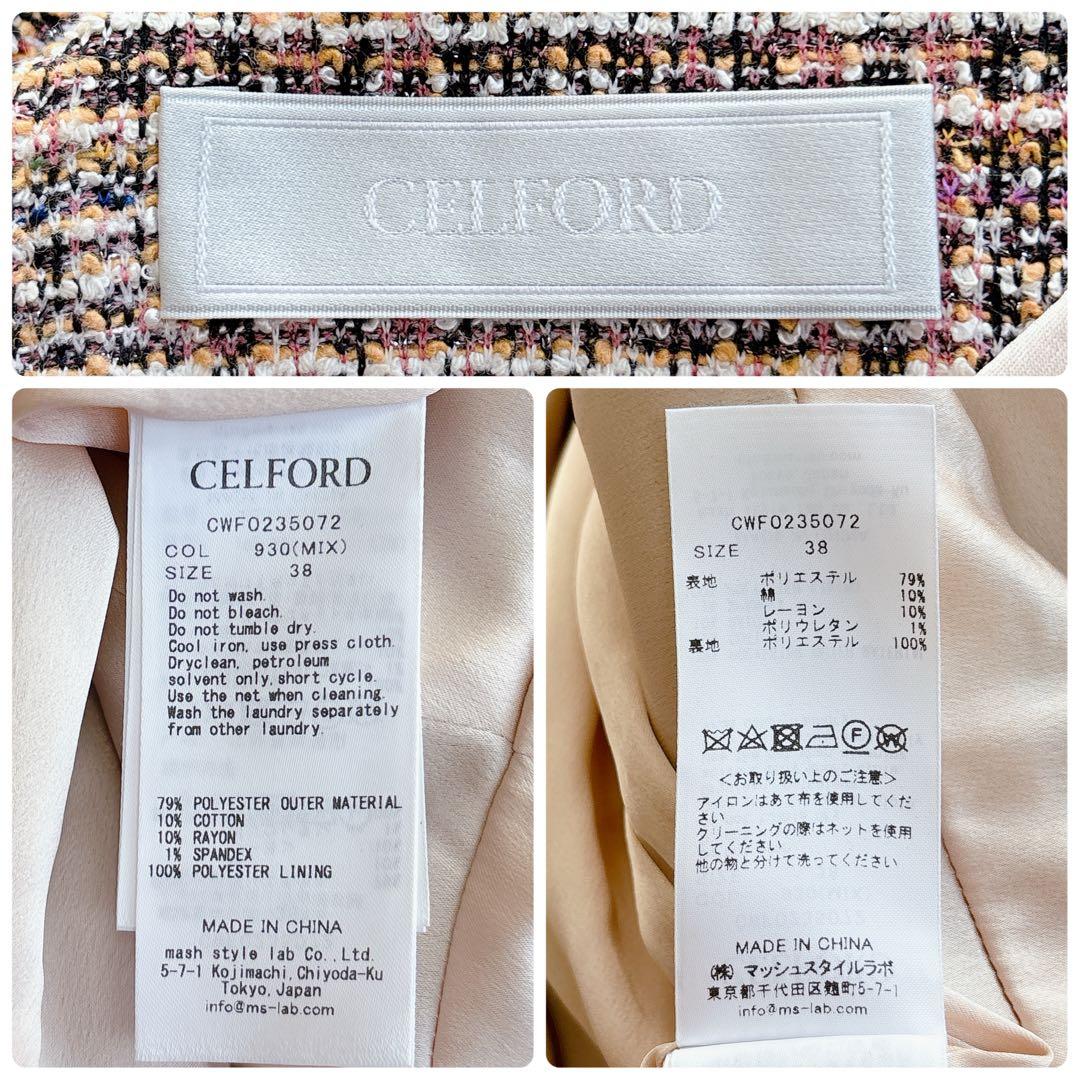 CELFORD
CELFORD
CWF0235072
COL 930(MIX)
SIZE 38
Do not wash.
Do not bleach.
Do not tumble dry.
Cool iron, use press cloth.
Dryclean, petroleum
solvent only,short cycle.
Use the net when cleaning.
Wash the laundry separately
from other laundry.
79% POLYESTER OUTER MATERIAL
10% COTTON
10% RAYON
1% SPANDEX
100% POLYESTER LINING
MADE IN CHINA
mash style lab Co.,Ltd.
5-7-1 Kojimachi,Chiyoda-Ku
Tokyo,Japan
info@ms-lab.com
CWF0235072
SIZE 38
表地 ポリエステル 79%
綿 10%
レーヨン 10%
ポリウレタン 1%
裏地 ポリエステル 100%
F W
<お取り扱い上のご注意>
アイロンはあて布を使用してくだ
さい
クリーニングの際はネットを使用
してください
他の物と分けて洗ってください
MADE IN CHINA
(株) マッシュスタイルラボ
東京都千代田区麹町5-7-1
info@ms-lab.com